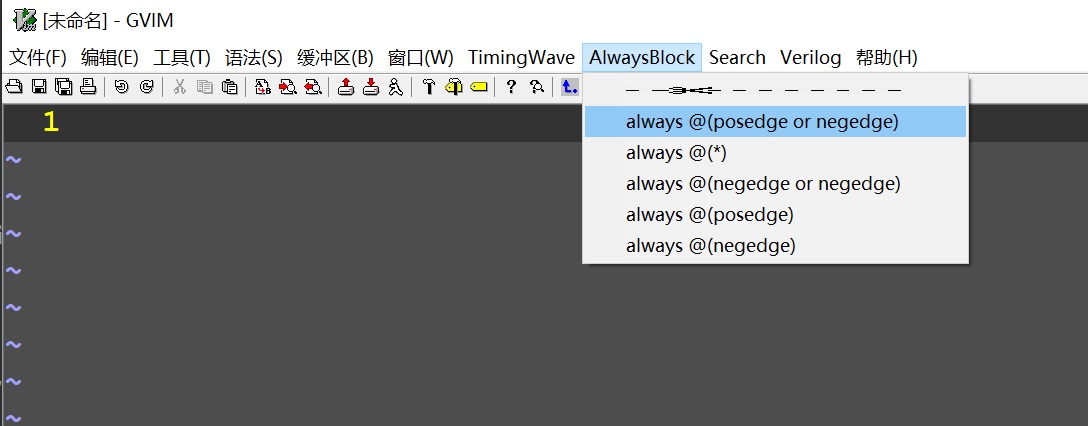 [未命名] - GVIM
文件(F) 编辑(E) 工具(T) 语法(S) 缓冲区(B) 窗口(W) TimingWave AlwaysBlock Search Verilog 帮助(H)
1
always @(posedge or negedge)
always @(*)
always @(negedge or negedge)
always @(posedge)
always @(negedge)
~
~
~
~
~
~
~
~